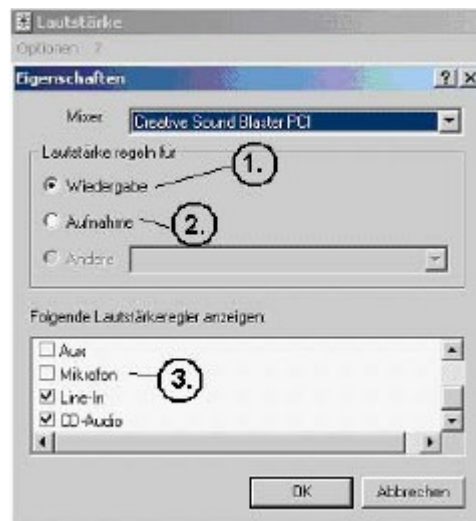 Lautstärke
Optionen ?
Eigenschaften
Mixer: Creative Sound Blaster PCI
Lautstärke regeln für
1.
Wiedergabe
Aufnahme
2.
Andere
Folgende Lautstärkeregler anzeigen:
Aux
Mikrofon
3.
Line-In
CD-Audio
OK Abbrechen